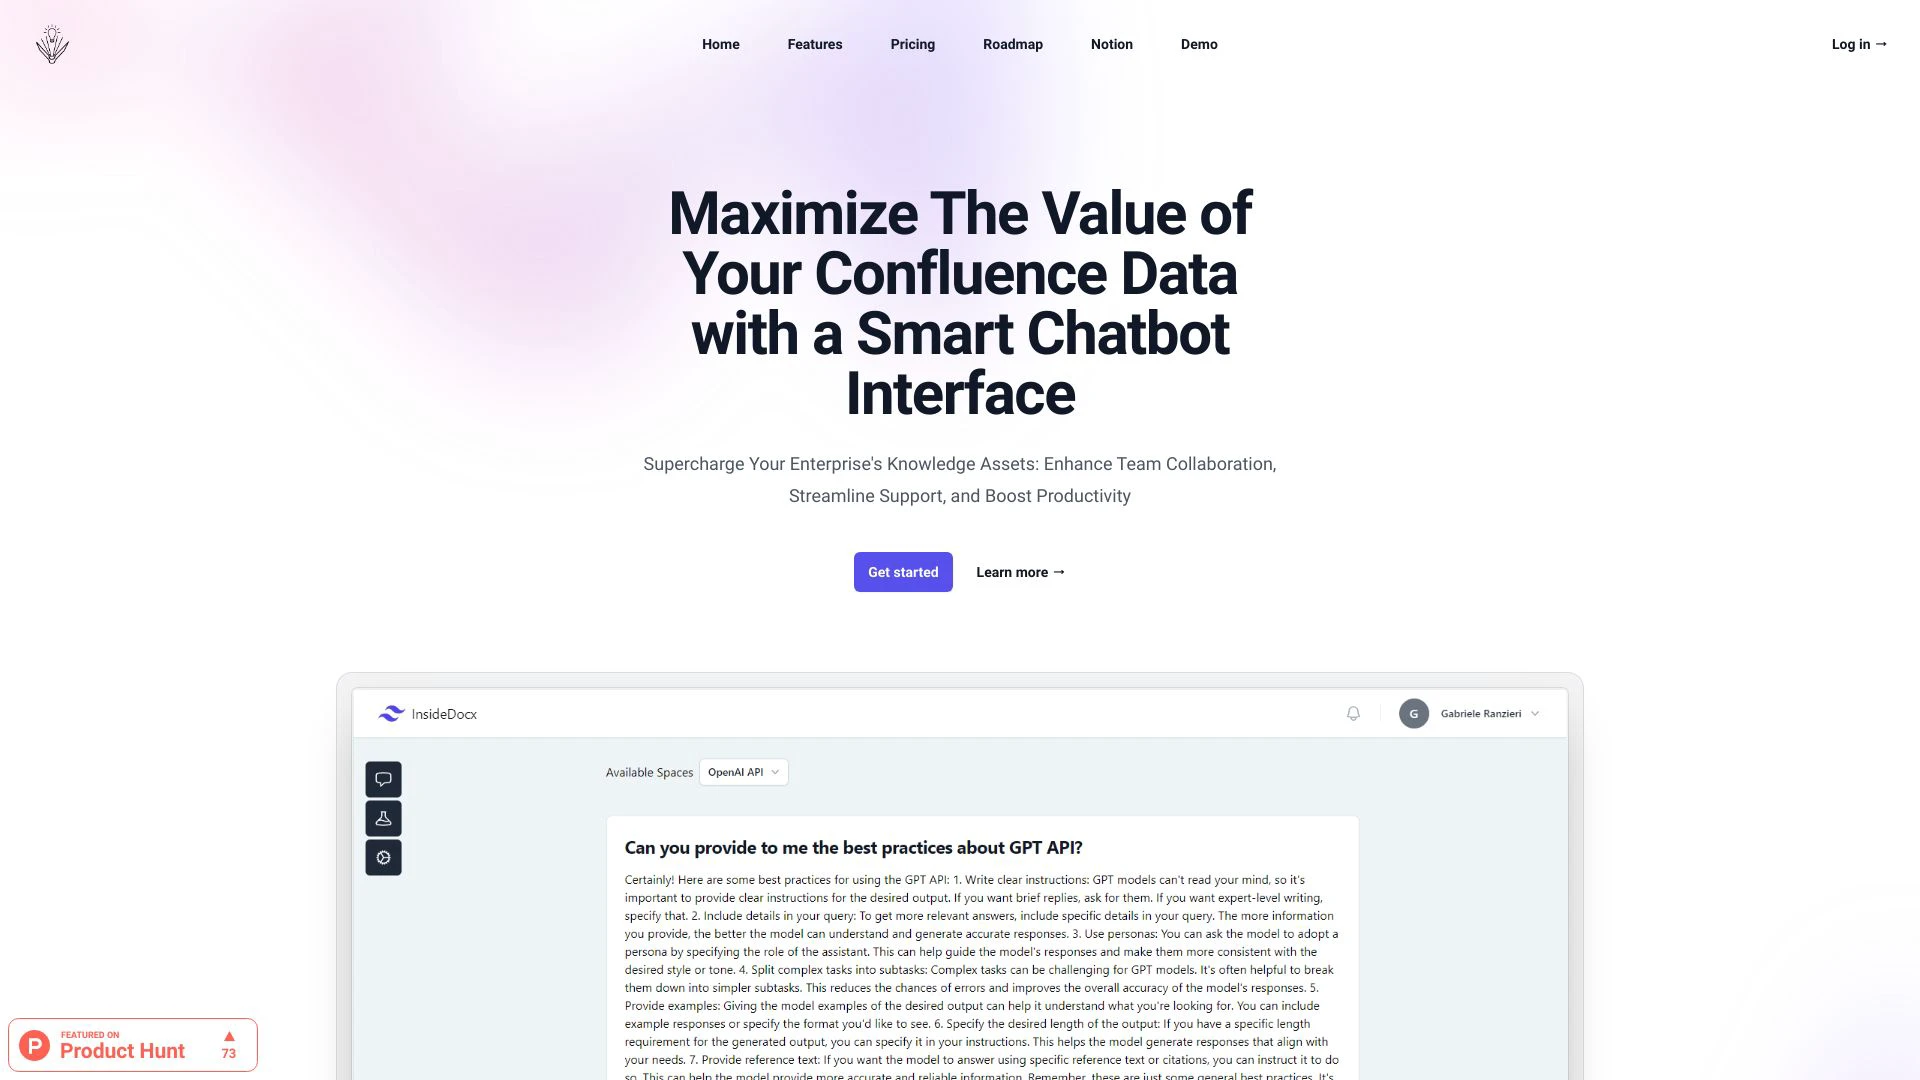 Home Features Pricing Roadmap Notion Demo Log in →
Maximize The Value of
Your Confluence Data
with a Smart Chatbot
Interface
Supercharge Your Enterprise's Knowledge Assets: Enhance Team Collaboration,
Streamline Support, and Boost Productivity
Get started Learn more →
InsideDocx G Gabriele Ranzieri
Available Spaces OpenAI API
Can you provide to me the best practices about GPT API?
Certainly! Here are some best practices for using the GPT API: 1. Write clear instructions: GPT models can't read your mind, so it's
important to provide clear instructions for the desired output. If you want brief replies, ask for them. If you want expert-level writing,
specify that. 2. Include details in your query: To get more relevant answers, include specific details in your query. The more information
you provide, the better the model can understand and generate accurate responses. 3. Use personas: You can ask the model to adopt a
persona by specifying the role of the assistant. This can help guide the model's responses and make them more consistent with the
desired style or tone. 4. Split complex tasks into subtasks: Complex tasks can be challenging for GPT models. It's often helpful to break
them down into simpler subtasks. This reduces the chances of errors and improves the overall accuracy of the model's responses. 5.
Provide examples: Giving the model examples of the desired output can help it understand what you're looking for. You can include
example responses or specify the format you'd like to see. 6. Specify the desired length of the output: If you have a specific length
requirement for the generated output, you can specify it in your instructions. This helps the model generate responses that align with
your needs. 7. Provide reference text: If you want the model to answer using specific reference text or citations, you can instruct it to do
so. This can help the model provide more accurate and reliable information. Remember, these are just some general best practices. It's
P FEATURED ON
Product Hunt 73